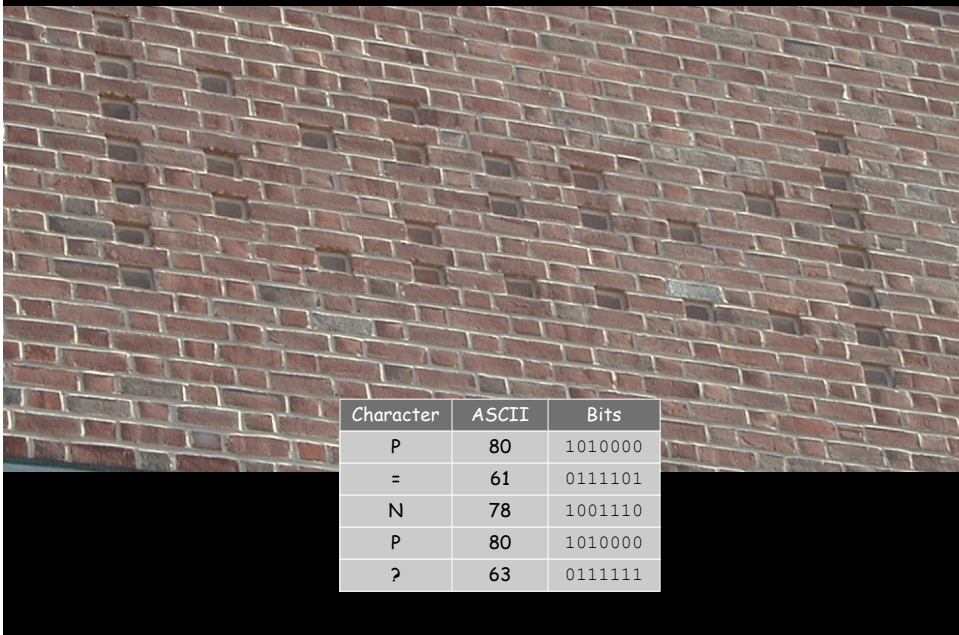 Character ASCII Bits
P 80 1010000
= 61 0111101
N 78 1001110
P 80 1010000
? 63 0111111